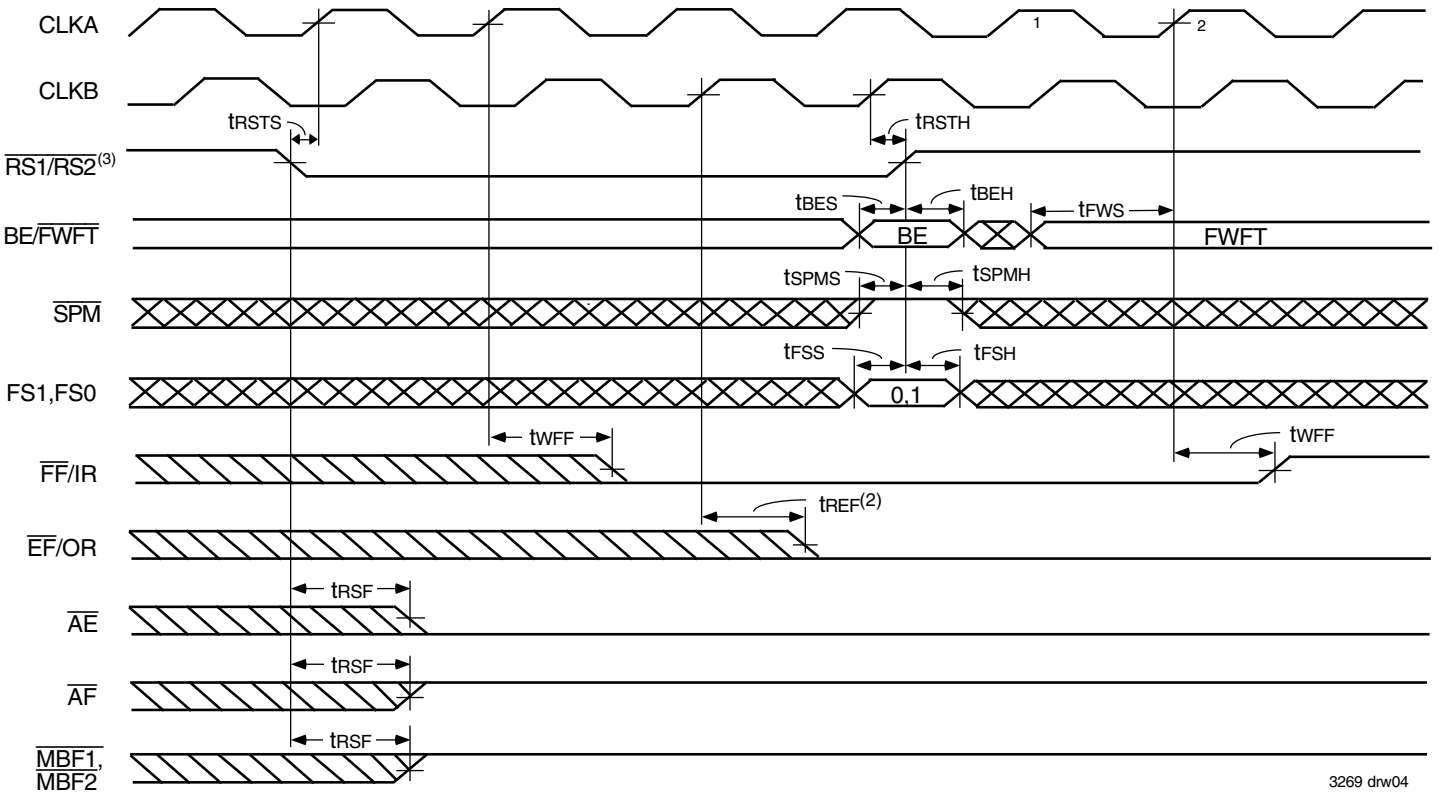 CLKA
1
2
CLKB
tRSTS
tRSTH
RS1/RS2(3)
tBES
tBEH
tFWS
BE/FWFT
BE
FWFT
tSPMS
tSPMH
SPM
tFSS
tFSH
FS1,FS0
0,1
tWFF
tWFF
FF/IR
tREF(2)
EF/OR
tRSF
AE
tRSF
AF
tRSF
MBF1,
MBF2
3269 drw04